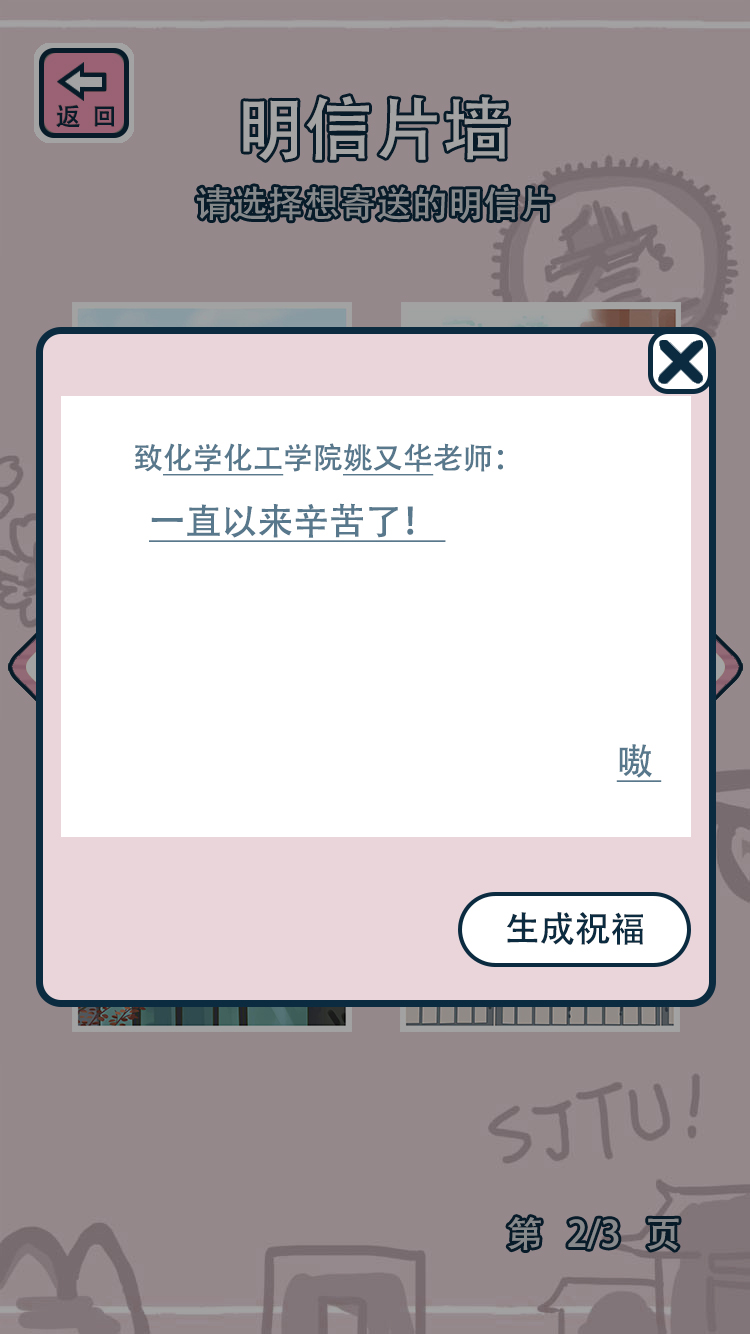 返 回
明信片墙
请选择想寄送的明信片
致化学化工学院姚又华老师：
一直以来辛苦了！
嗷
生成祝福
SJTU!
第 2/3 页